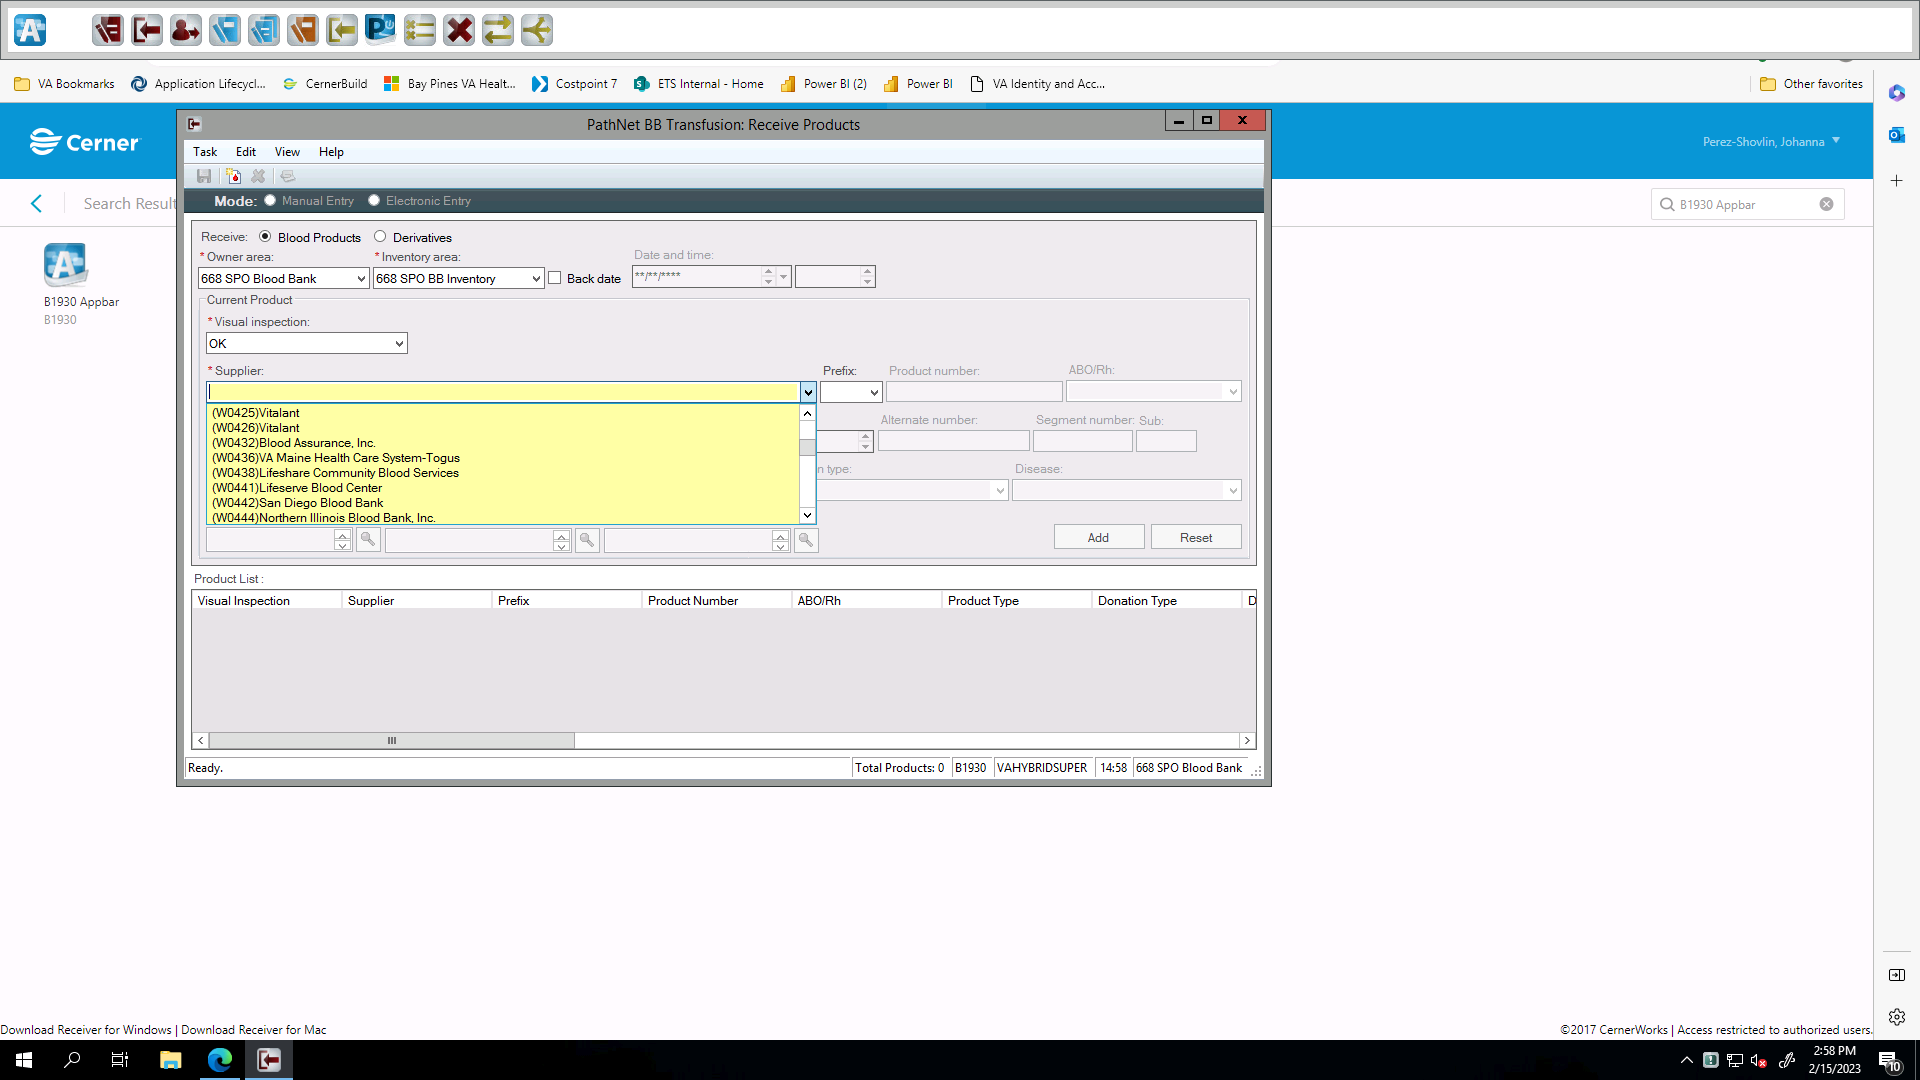 VA Bookmarks
Application Lifecycl...
CernerBuild
Bay Pines VA Healt...
Costpoint 7
ETS Internal - Home
Power BI (2)
Power BI
VA Identity and Acc...
Other favorites
Cerner
Perez-Shovlin, Johanna
Search Result
B1930 Appbar
B1930 Appbar
B1930
PathNet BB Transfusion: Receive Products
Task Edit View Help
Mode: Manual Entry Electronic Entry
Receive: Blood Products Derivatives
*Owner area: *Inventory area: Date and time:
668 SPO Blood Bank 668 SPO BB Inventory Back date **/**/****
Current Product
*Visual inspection:
OK
*Supplier: Prefix: Product number: ABO/Rh:
(W0425)Vitalant
(W0426)Vitalant
(W0432)Blood Assurance, Inc.
(W0436)VA Maine Health Care System-Togus
(W0438)Lifeshare Community Blood Services
(W0441)Lifeserve Blood Center
(W0442)San Diego Blood Bank
(W0444)Northern Illinois Blood Bank, Inc.
Alternate number: Segment number: Sub:
n type: Disease:
Add Reset
Product List :
Visual Inspection Supplier Prefix Product Number ABO/Rh Product Type Donation Type D
Ready. Total Products: 0 B1930 VAHYBRIDSUPER 14:58 668 SPO Blood Bank
Download Receiver for Windows | Download Receiver for Mac
©2017 CernerWorks | Access restricted to authorized users.
2:58 PM
2/15/2023
10